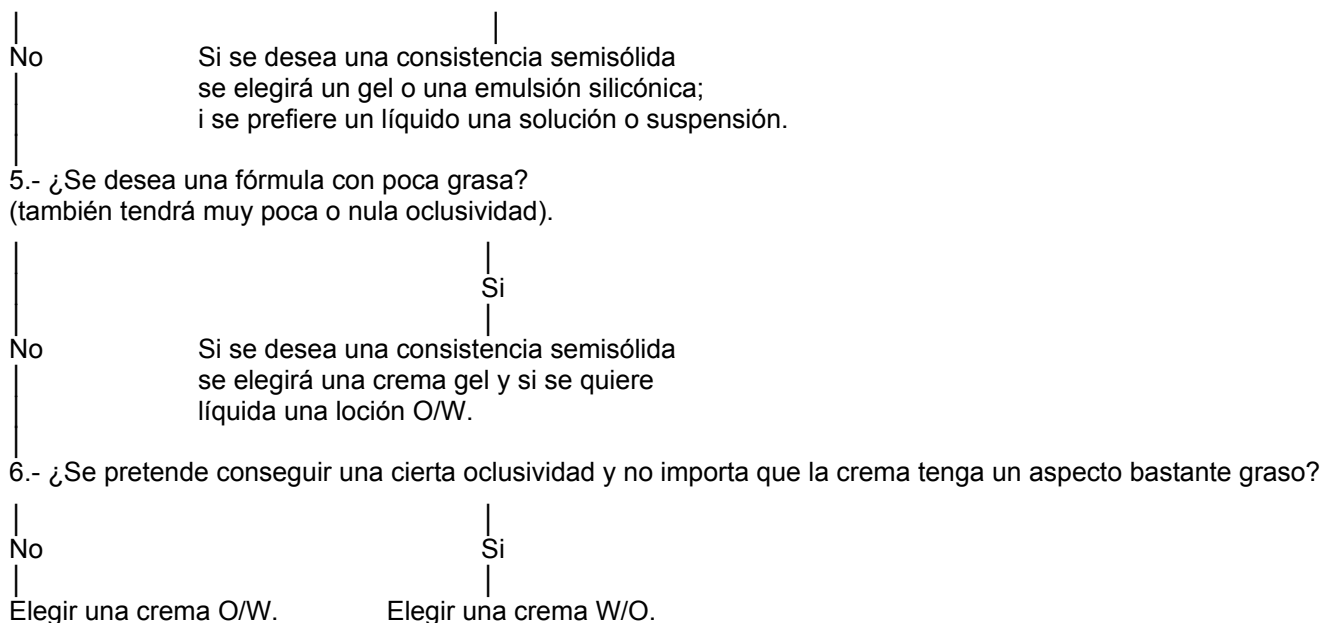 No Si se desea una consistencia semisólida
se elegirá un gel o una emulsión silicónica;
i se prefiere un líquido una solución o suspensión.
5.- ¿Se desea una fórmula con poca grasa?
(también tendrá muy poca o nula oclusividad).
Si
No Si se desea una consistencia semisólida
se elegirá una crema gel y si se quiere
líquida una loción O/W.
6.- ¿Se pretende conseguir una cierta oclusividad y no importa que la crema tenga un aspecto bastante graso?
No Si
Elegir una crema O/W. Elegir una crema W/O.